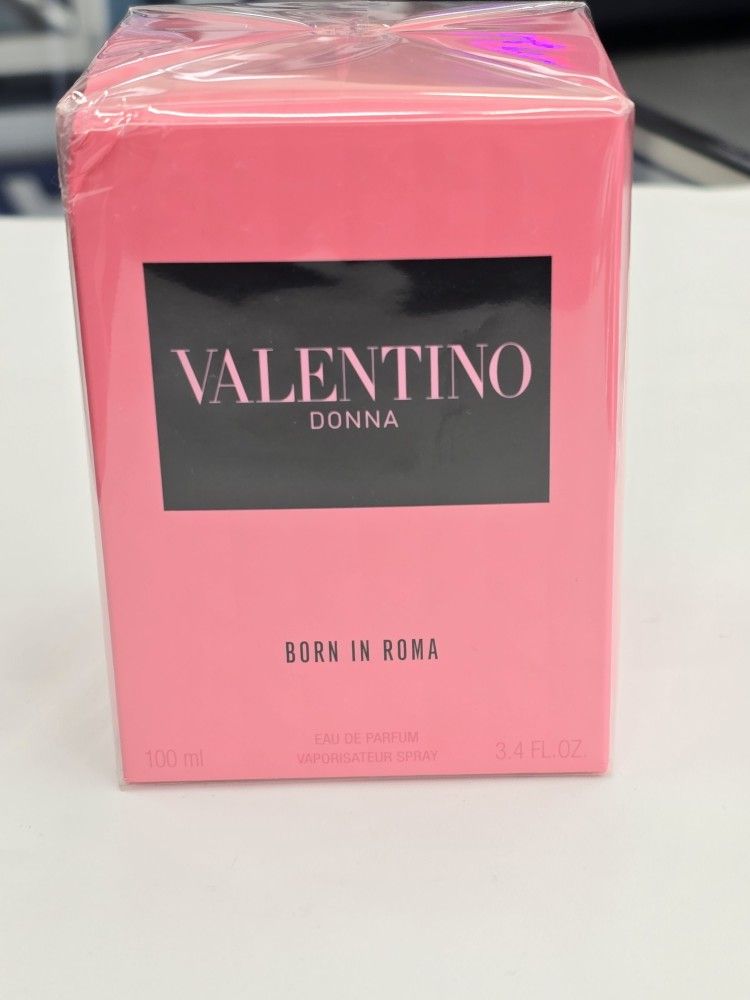 VALENTINO
DONNA
BORN IN ROMA
EAU DE PARFUM
100 ml VAPORISATEUR SPRAY 3.4 FL.OZ.